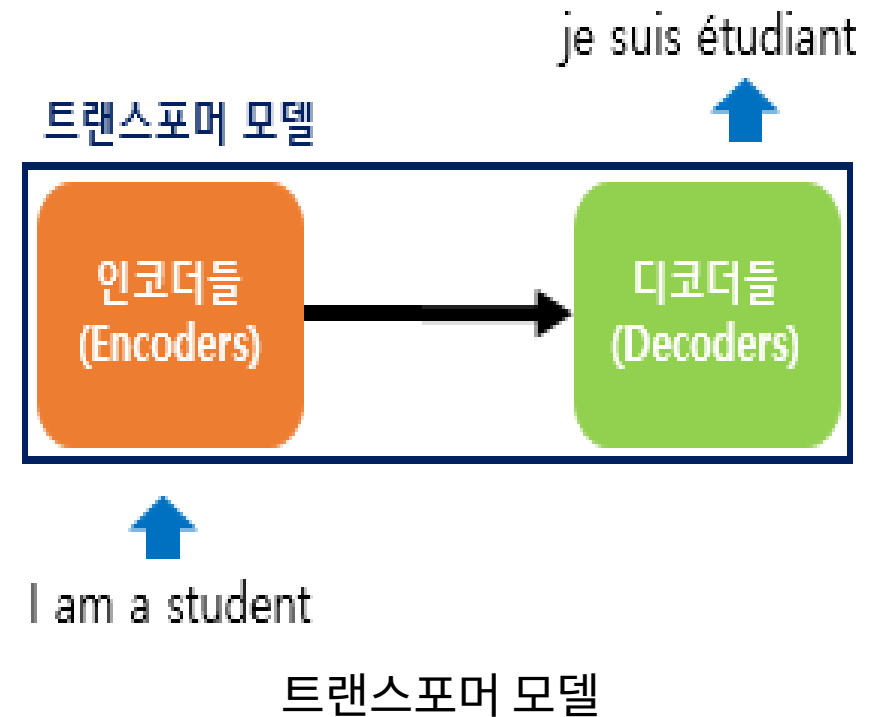 je suis étudiant
트랜스포머 모델
인코더들
(Encoders)
디코더들
(Decoders)
I am a student
트랜스포머 모델